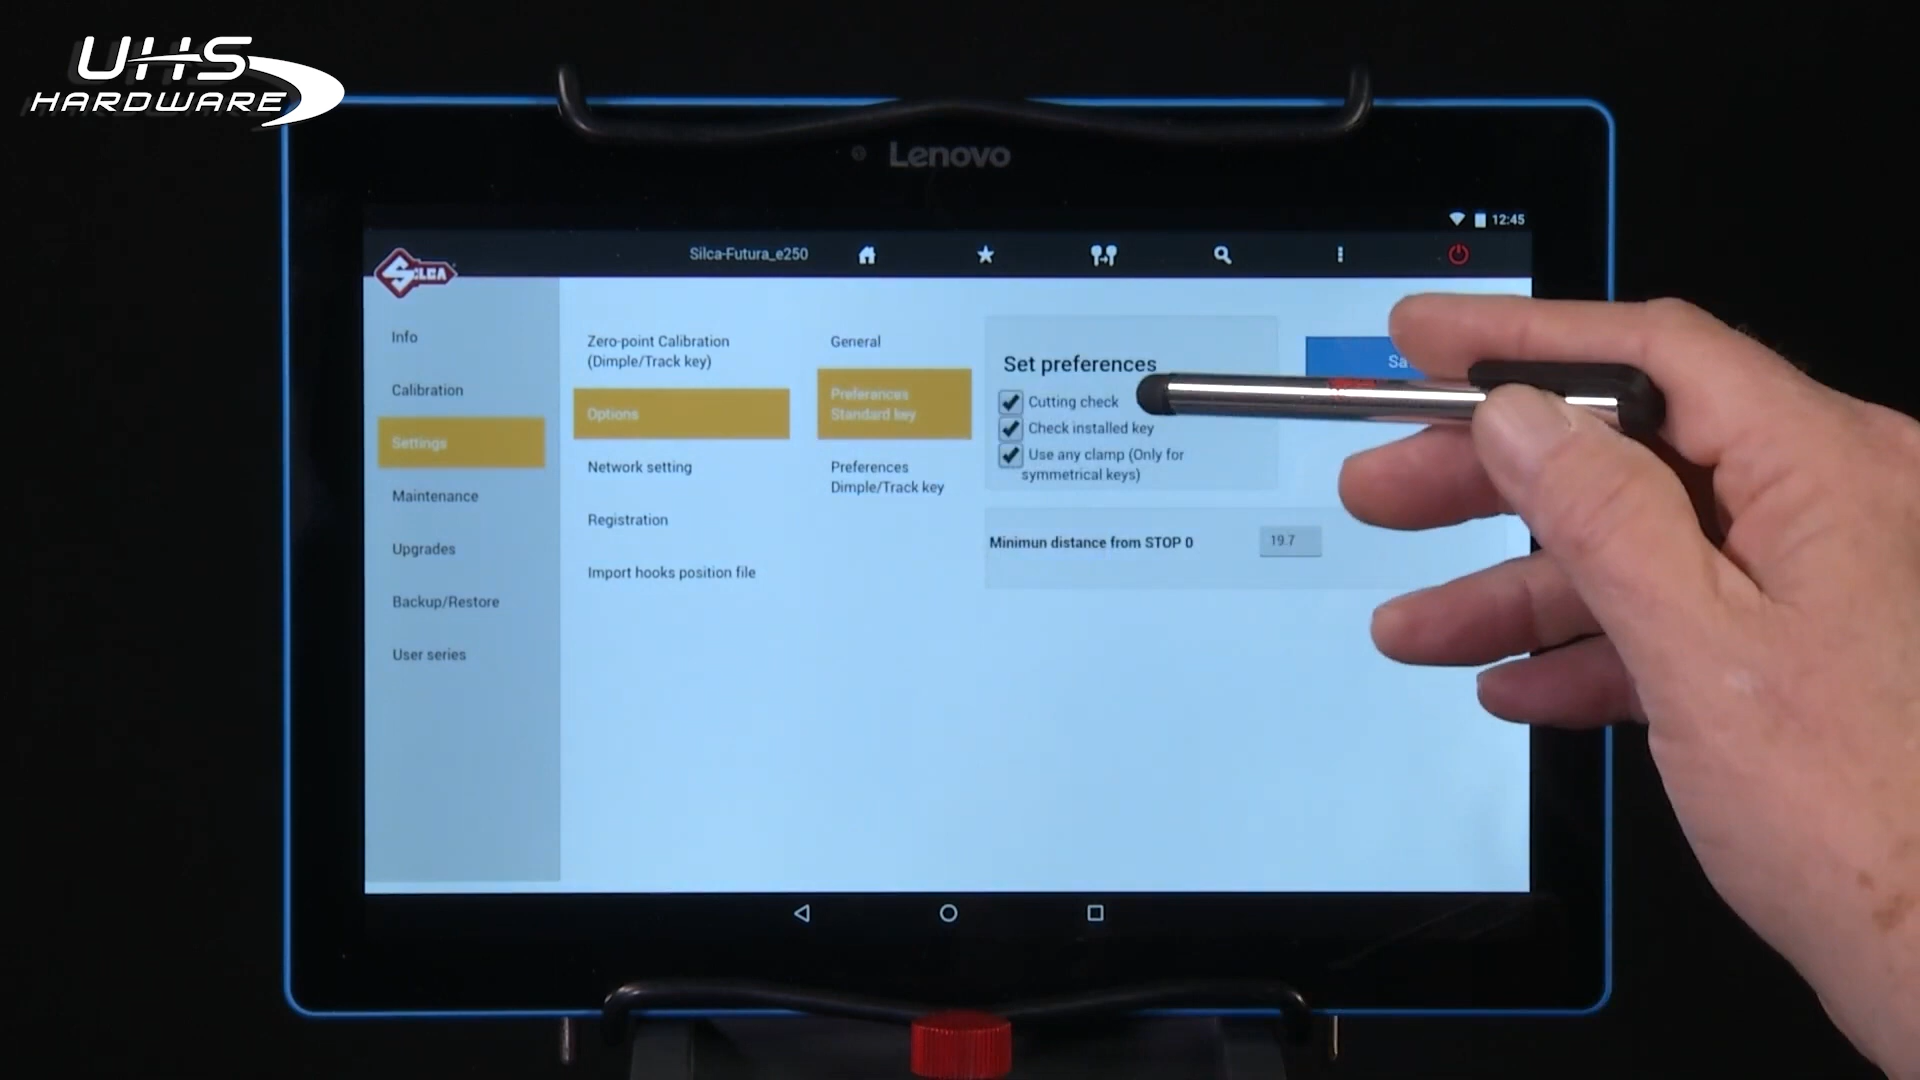 UHS
HARDWARE
Lenovo
12:45
SILCA
Silca-Futura_e250
Info
Calibration
Settings
Maintenance
Upgrades
Backup/Restore
User series
Zero-point Calibration
(Dimple/Track key)
Options
Network setting
Registration
Import hooks position file
General
Preferences
Standard key
Preferences
Dimple/Track key
Set preferences
Cutting check
Check installed key
Use any clamp (Only for
symmetrical keys)
Minimun distance from STOP 0
19.7